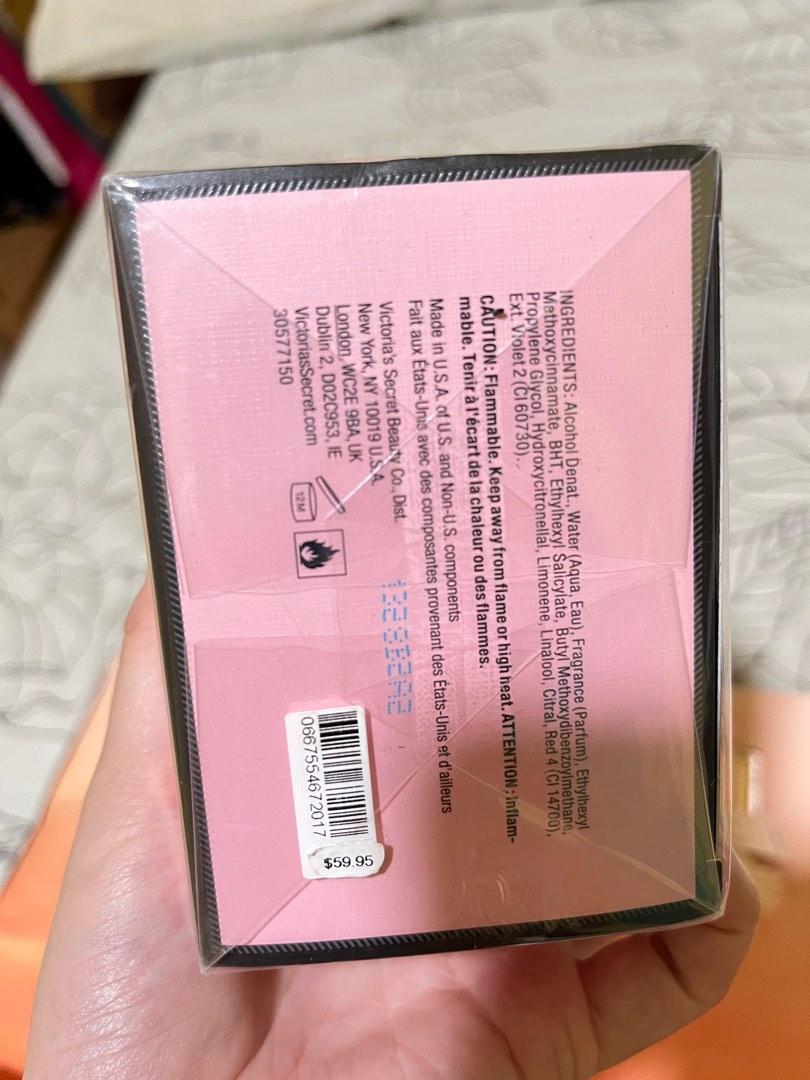 INGREDIENTS: Alcohol Denat., Water (Aqua, Eau), Fragrance (Parfum), Ethylhexyl
Methoxycinnamate, BHT, Ethylhexyl Salicylate, Butyl Methoxydibenzoylmethane,
Propylene Glycol, Hydroxycitronellal, Limonene, Linalool, Citral, Red 4 (CI 14700),
Ext. Violet 2 (CI 60730).
CAUTION: Flammable. Keep away from flame or high heat. ATTENTION: Inflam-
mable. Tenir à l'écart de la chaleur ou des flammes.
Made in U.S.A. of U.S. and Non-U.S. components
Fait aux États-Unis avec des composantes provenant des États-Unis et d'ailleurs
Victoria's Secret Beauty Co., Dist.
New York, NY 10019 U.S.A.
London, WC2E 9BA, UK
Dublin 2, D02C953, IE
VictoriasSecret.com
30577150
12M
0667554672017
$59.95